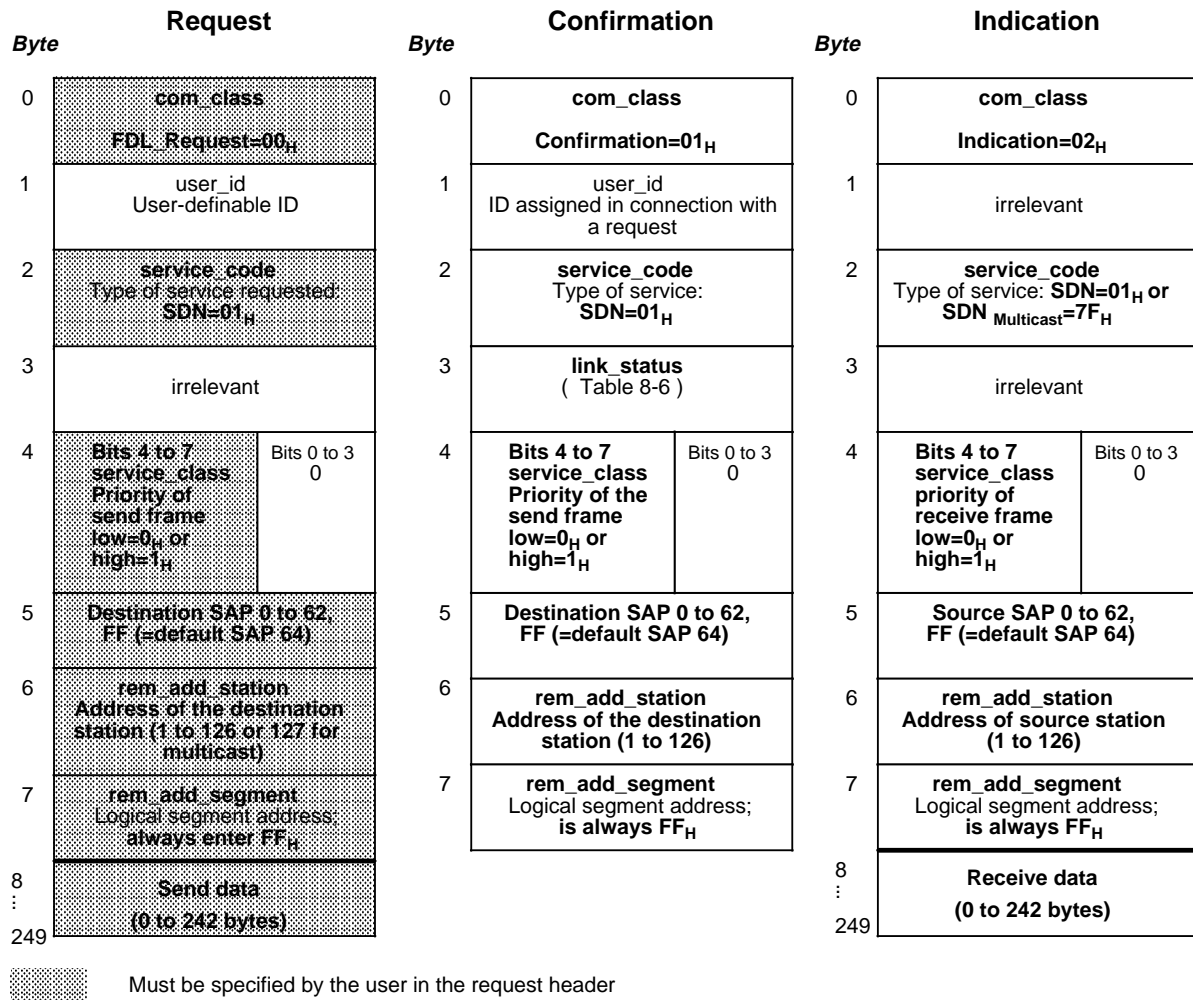 Request
Byte
0
com_class
FDL_Request=00H
1
user_id
User-definable ID
2
service_code
Type of service requested:
SDN=01H
3
irrelevant
4
Bits 4 to 7
service_class
Priority of
send frame
low=0H or
high=1H
Bits 0 to 3
0
5
Destination SAP 0 to 62,
FF (=default SAP 64)
6
rem_add_station
Address of the destination
station (1 to 126 or 127 for
multicast)
7
rem_add_segment
Logical segment address;
always enter FFH
8
...
249
Send data
(0 to 242 bytes)
Confirmation
Byte
0
com_class
Confirmation=01H
1
user_id
ID assigned in connection with
a request
2
service_code
Type of service:
SDN=01H
3
link_status
( Table 8-6 )
4
Bits 4 to 7
service_class
Priority of the
send frame
low=0H or
high=1H
Bits 0 to 3
0
5
Destination SAP 0 to 62,
FF (=default SAP 64)
6
rem_add_station
Address of the destination
station (1 to 126)
7
rem_add_segment
Logical segment address;
is always FFH
Indication
Byte
0
com_class
Indication=02H
1
irrelevant
2
service_code
Type of service: SDN=01H or
SDN Multicast=7FH
3
irrelevant
4
Bits 4 to 7
service_class
priority of
receive frame
low=0H or
high=1H
Bits 0 to 3
0
5
Source SAP 0 to 62,
FF (=default SAP 64)
6
rem_add_station
Address of source station
(1 to 126)
7
rem_add_segment
Logical segment address;
is always FFH
8
...
249
Receive data
(0 to 242 bytes)
Must be specified by the user in the request header